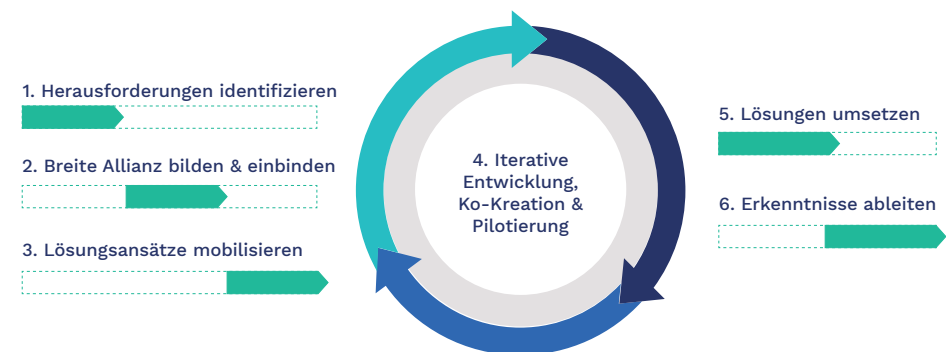 1. Herausforderungen identifizieren
2. Breite Allianz bilden & einbinden
3. Lösungsansätze mobilisieren
4. Iterative
Entwicklung,
Ko-Kreation &
Pilotierung
5. Lösungen umsetzen
6. Erkenntnisse ableiten